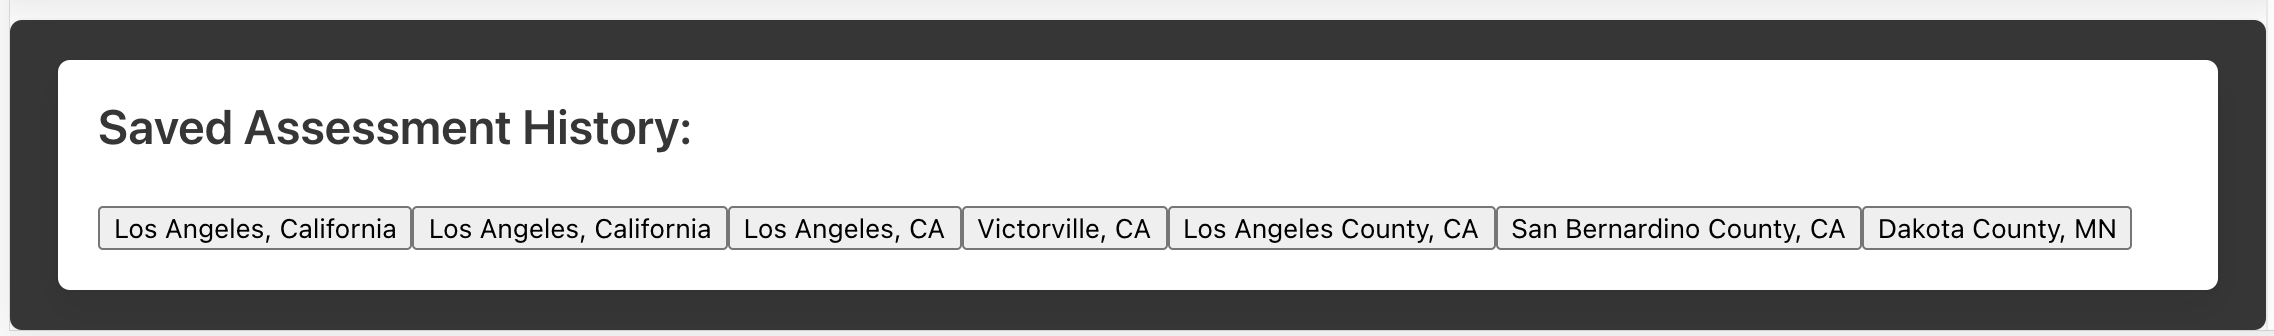 Saved Assessment History:
Los Angeles, California Los Angeles, California Los Angeles, CA Victorville, CA Los Angeles County, CA San Bernardino County, CA Dakota County, MN